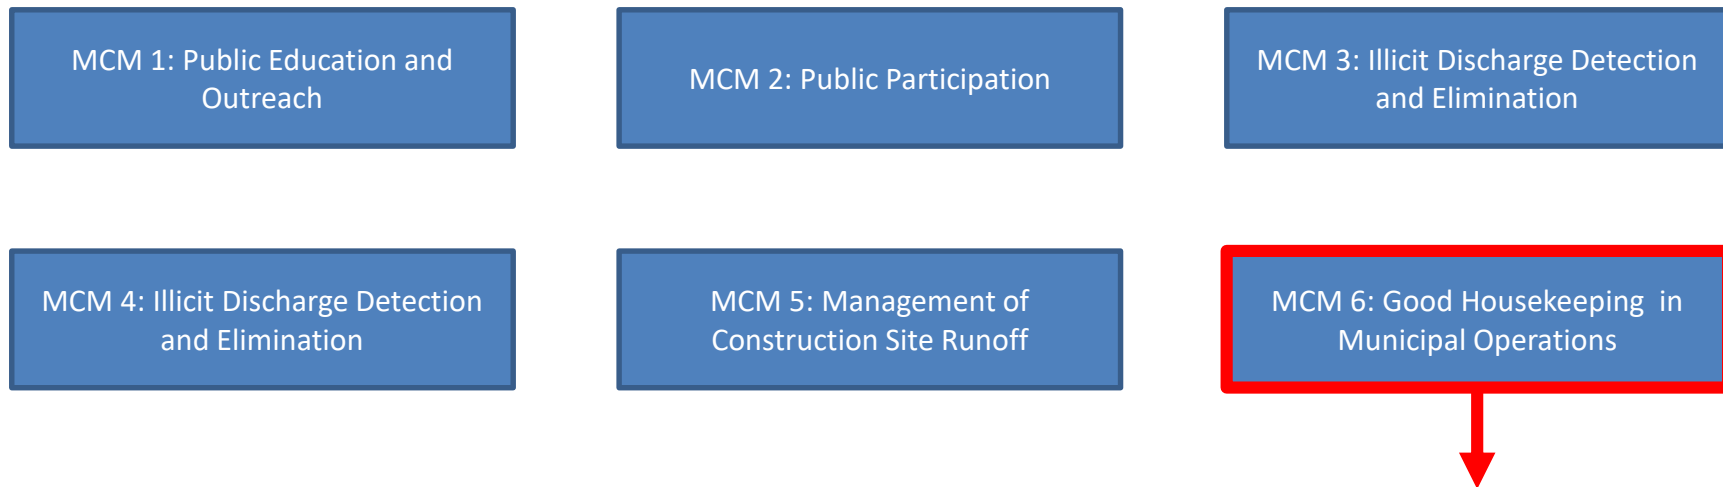 MCM 1: Public Education and
Outreach
MCM 2: Public Participation
MCM 3: Illicit Discharge Detection
and Elimination
MCM 4: Illicit Discharge Detection
and Elimination
MCM 5: Management of
Construction Site Runoff
MCM 6: Good Housekeeping  in
Municipal Operations